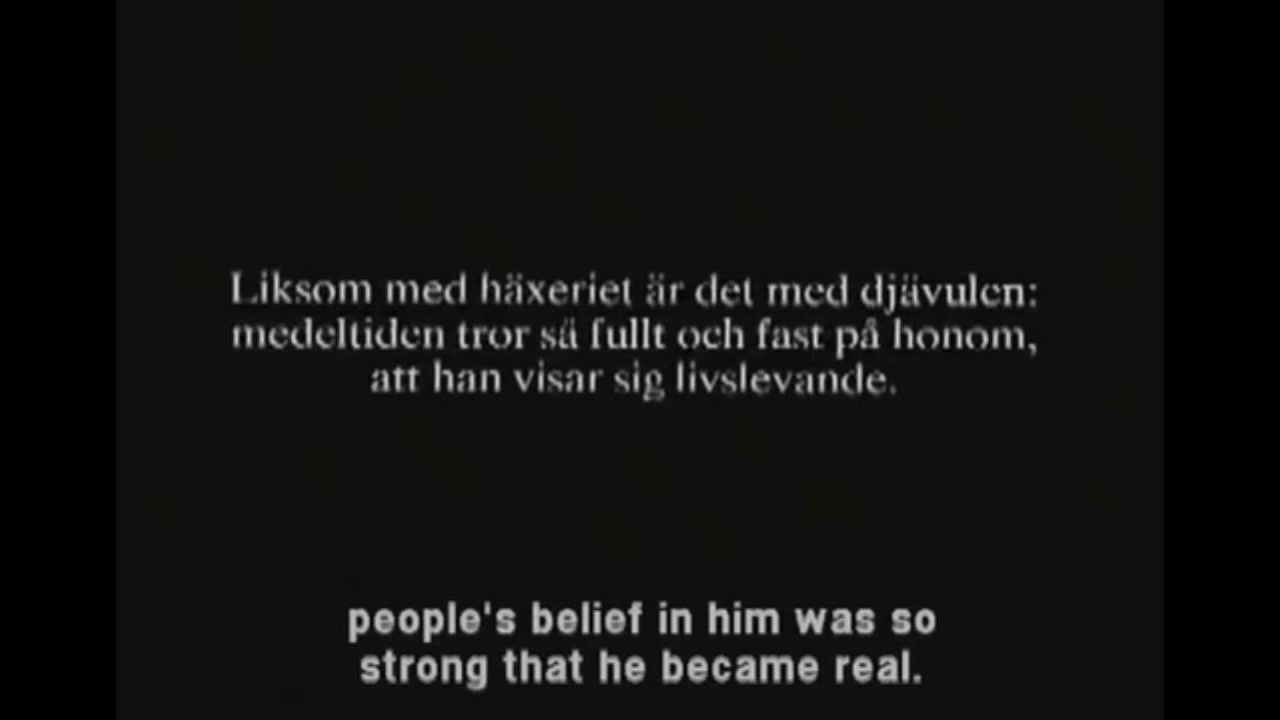 Liksom med häxeriet är det med djävulen:
medeltiden tror så fullt och fast på honom,
att han visar sig livslevande.
people's belief in him was so
strong that he became real.